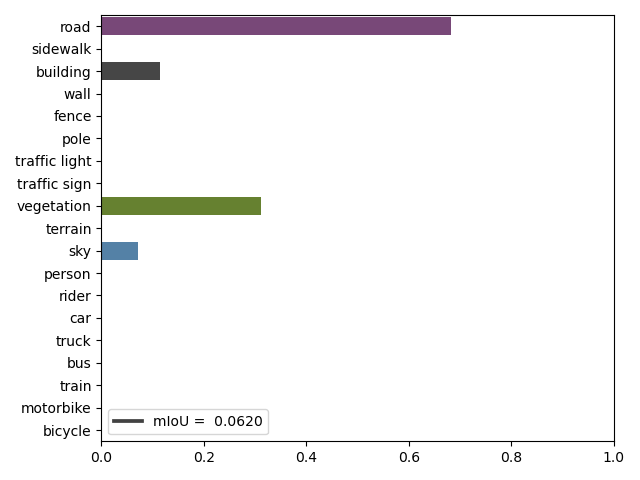 road
sidewalk
building
wall
fence
pole
traffic light
traffic sign
vegetation
terrain
sky
person
rider
car
truck
bus
train
motorbike
bicycle
mIoU =  0.0620
0.0 0.2 0.4 0.6 0.8 1.0